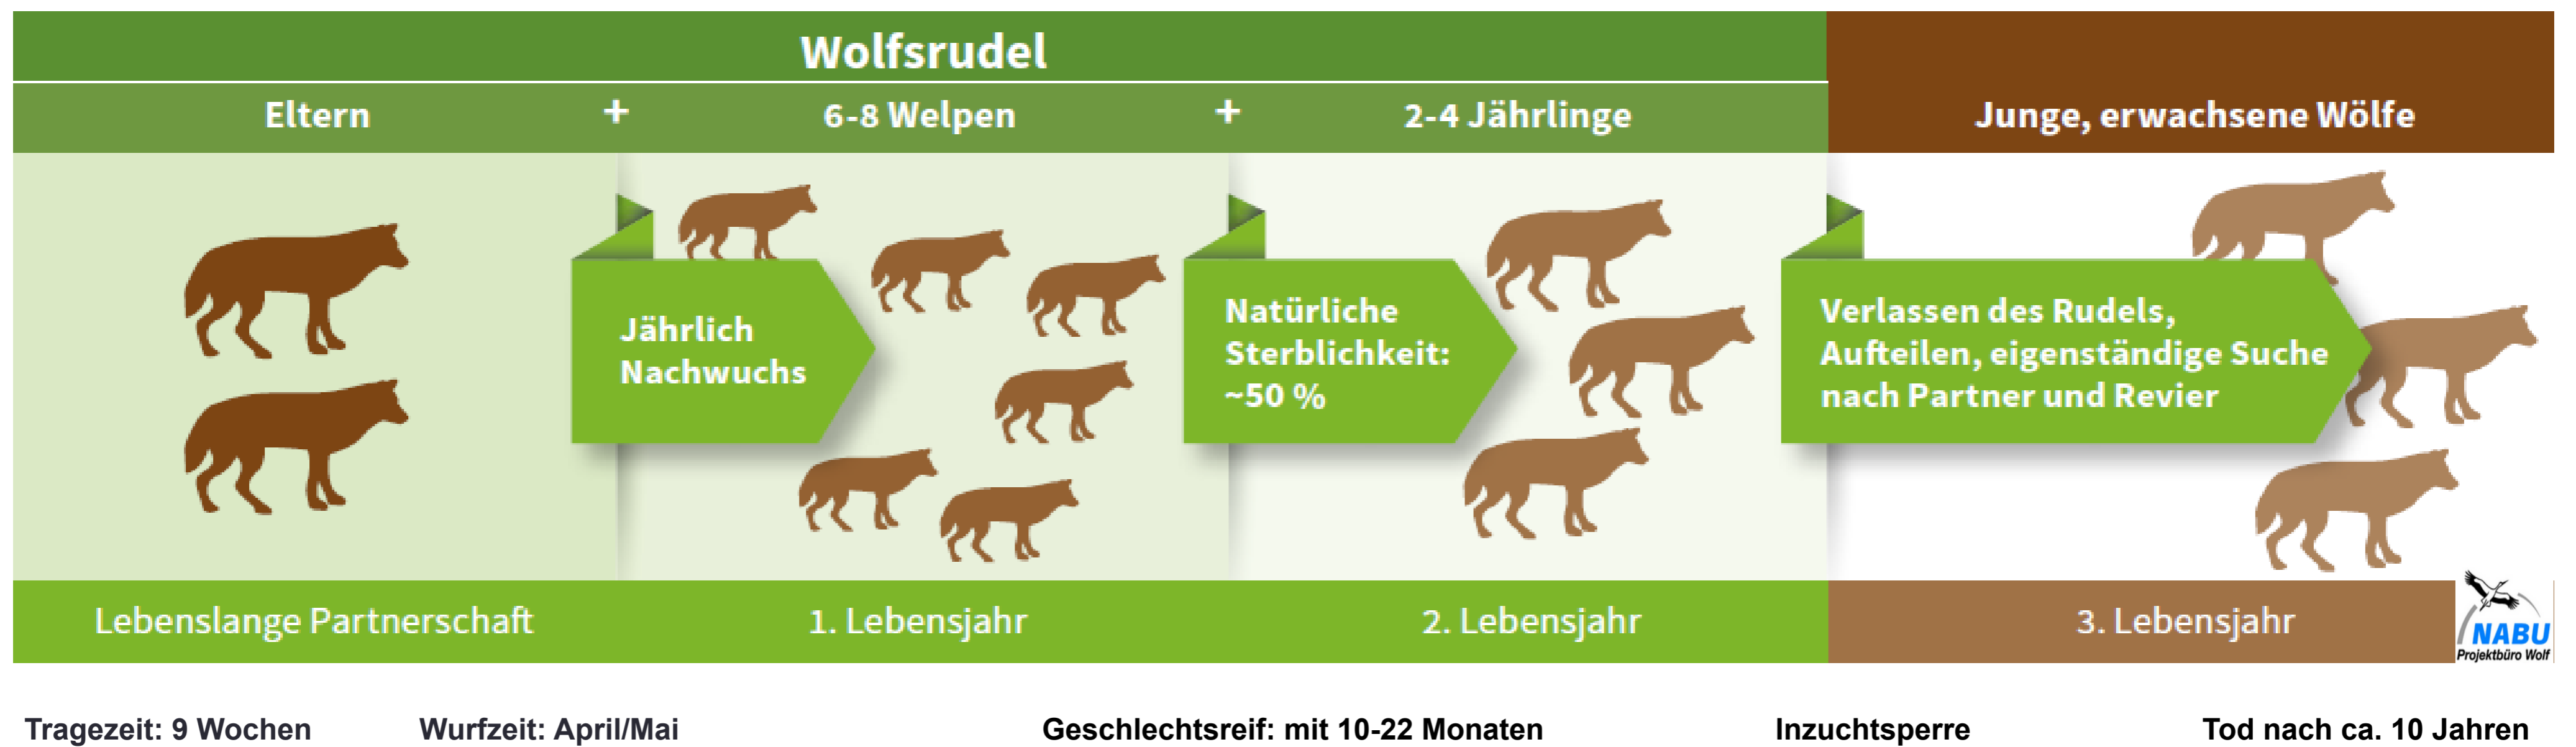 Wolfsrudel
Eltern + 6-8 Welpen + 2-4 Jährlinge
Junge, erwachsene Wölfe
Jährlich
Nachwuchs
Natürliche
Sterblichkeit:
~50 %
Verlassen des Rudels,
Aufteilen, eigenständige Suche
nach Partner und Revier
Lebenslange Partnerschaft
1. Lebensjahr
2. Lebensjahr
3. Lebensjahr
NABU
Projektbüro Wolf
Tragezeit: 9 Wochen
Wurfzeit: April/Mai
Geschlechtsreif: mit 10-22 Monaten
Inzuchtsperre
Tod nach ca. 10 Jahren